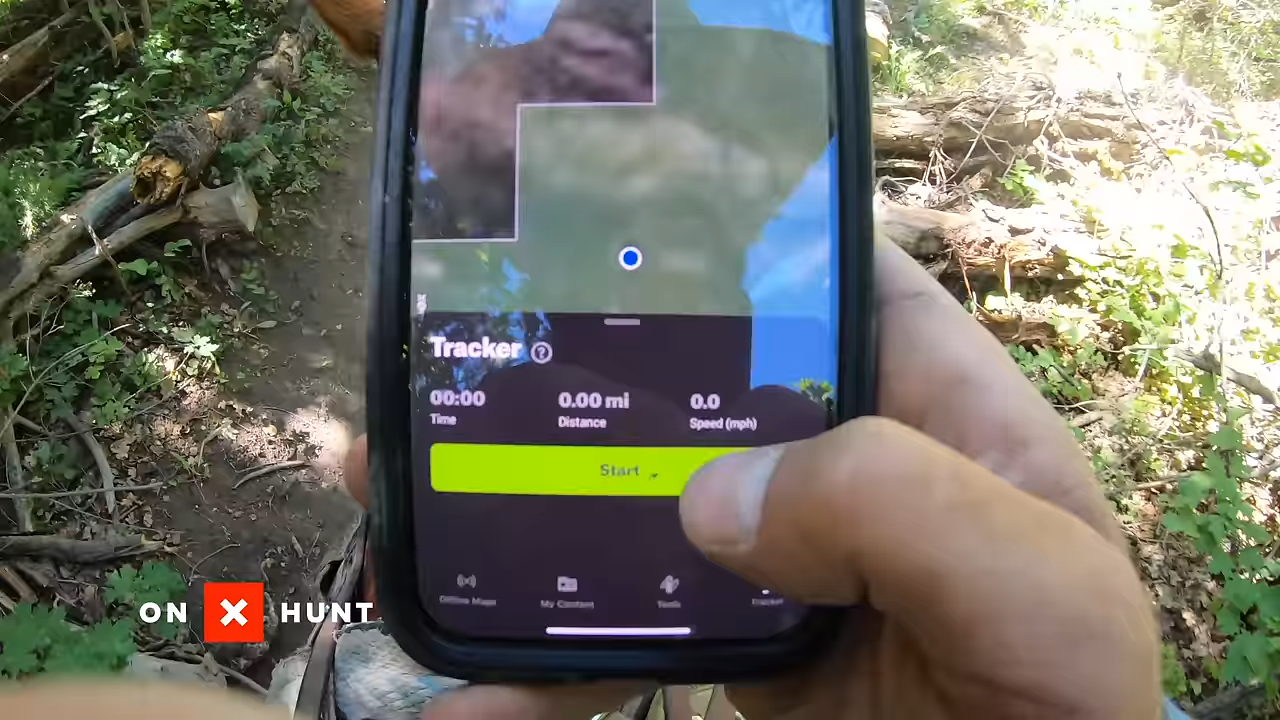 Tracker ?
00:00 0.00 mi 0.0
Time Distance Speed (mph)
Start
Offline Maps My Content Tools Tracker
ON X HUNT